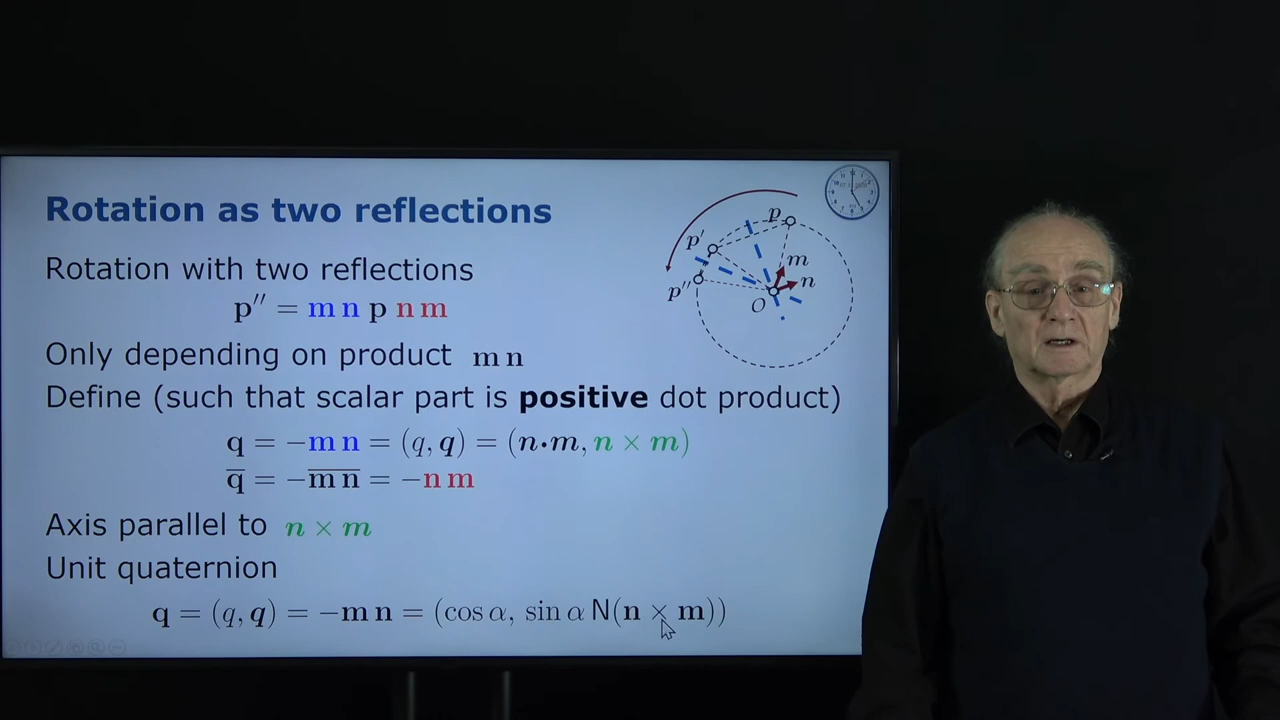 Rotation as two reflections
Rotation with two reflections
p″ = m n p n m
Only depending on product m n
Define (such that scalar part is positive dot product)
q = −m n = (q, q) = (n•m, n × m)
q̅ = −m̅ ̅n̅ = −n m
Axis parallel to n × m
Unit quaternion
q = (q, q) = −m n = (cos α, sin α N(n × m))
p
p′
m
n
p″
O